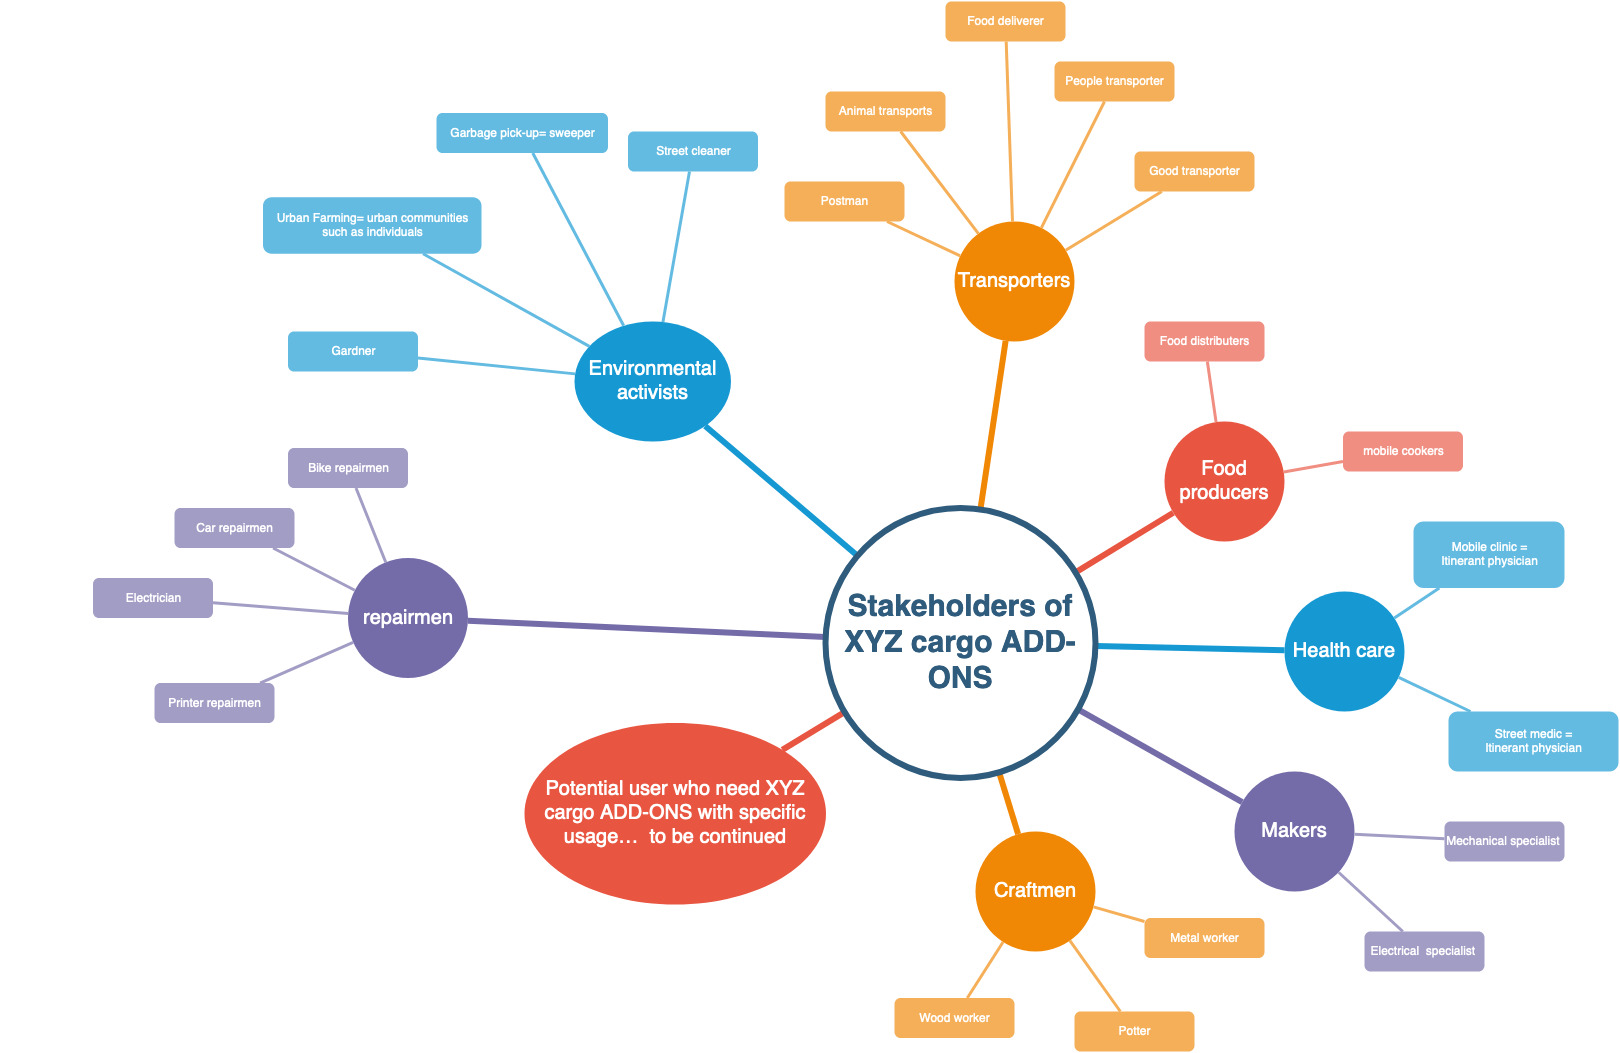 Food deliverer
People transporter
Animal transports
Garbage pick-up= sweeper
Street cleaner
Good transporter
Postman
Urban Farming= urban communities
such as individuals
Transporters
Food distributers
Gardner
Environmental
activists
mobile cookers
Food
producers
Bike repairmen
Car repairmen
Mobile clinic =
Itinerant physician
Electrician
repairmen
Stakeholders of
XYZ cargo ADD-
ONS
Health care
Printer repairmen
Street medic =
Itinerant physician
Potential user who need XYZ
cargo ADD-ONS with specific
usage...  to be continued
Makers
Mechanical specialist
Craftmen
Metal worker
Electrical  specialist
Wood worker
Potter